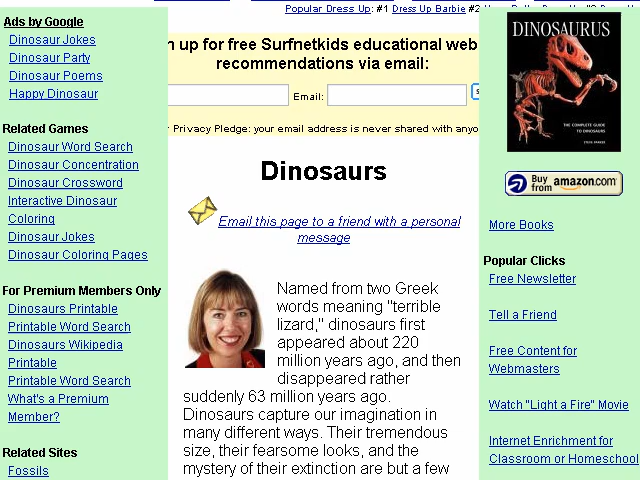 Popular Dress Up: #1 Dress Up Barbie #2
Ads by Google
Dinosaur Jokes
Dinosaur Party
Dinosaur Poems
Happy Dinosaur
Related Games
Dinosaur Word Search
Dinosaur Concentration
Dinosaur Crossword
Interactive Dinosaur
Coloring
Dinosaur Jokes
Dinosaur Coloring Pages
For Premium Members Only
Dinosaurs Printable
Printable Word Search
Dinosaurs Wikipedia
Printable
Printable Word Search
What's a Premium
Member?
Related Sites
Fossils
n up for free Surfnetkids educational web
recommendations via email:
Email:
Privacy Pledge: your email address is never shared with anyo
Dinosaurs
Email this page to a friend with a personal
message
Named from two Greek
words meaning "terrible
lizard," dinosaurs first
appeared about 220
million years ago, and then
disappeared rather
suddenly 63 million years ago.
Dinosaurs capture our imagination in
many different ways. Their tremendous
size, their fearsome looks, and the
mystery of their extinction are but a few
DINOSAURUS
THE COMPLETE GUIDE
TO DINOSAURS
STEVE PARKER
Buy
from amazon.com
More Books
Popular Clicks
Free Newsletter
Tell a Friend
Free Content for
Webmasters
Watch "Light a Fire" Movie
Internet Enrichment for
Classroom or Homeschool